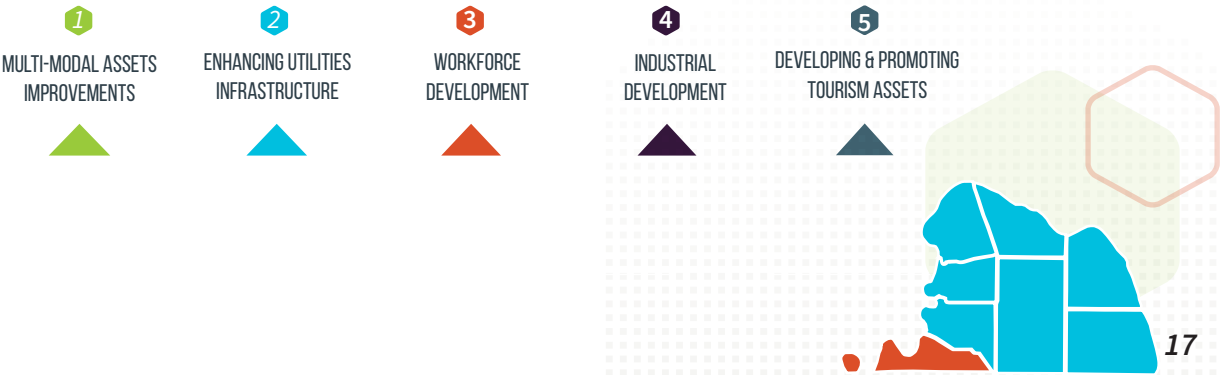 1
MULTI-MODAL ASSETS
IMPROVEMENTS
2
ENHANCING UTILITIES
INFRASTRUCTURE
3
WORKFORCE
DEVELOPMENT
4
INDUSTRIAL
DEVELOPMENT
5
DEVELOPING & PROMOTING
TOURISM ASSETS
17